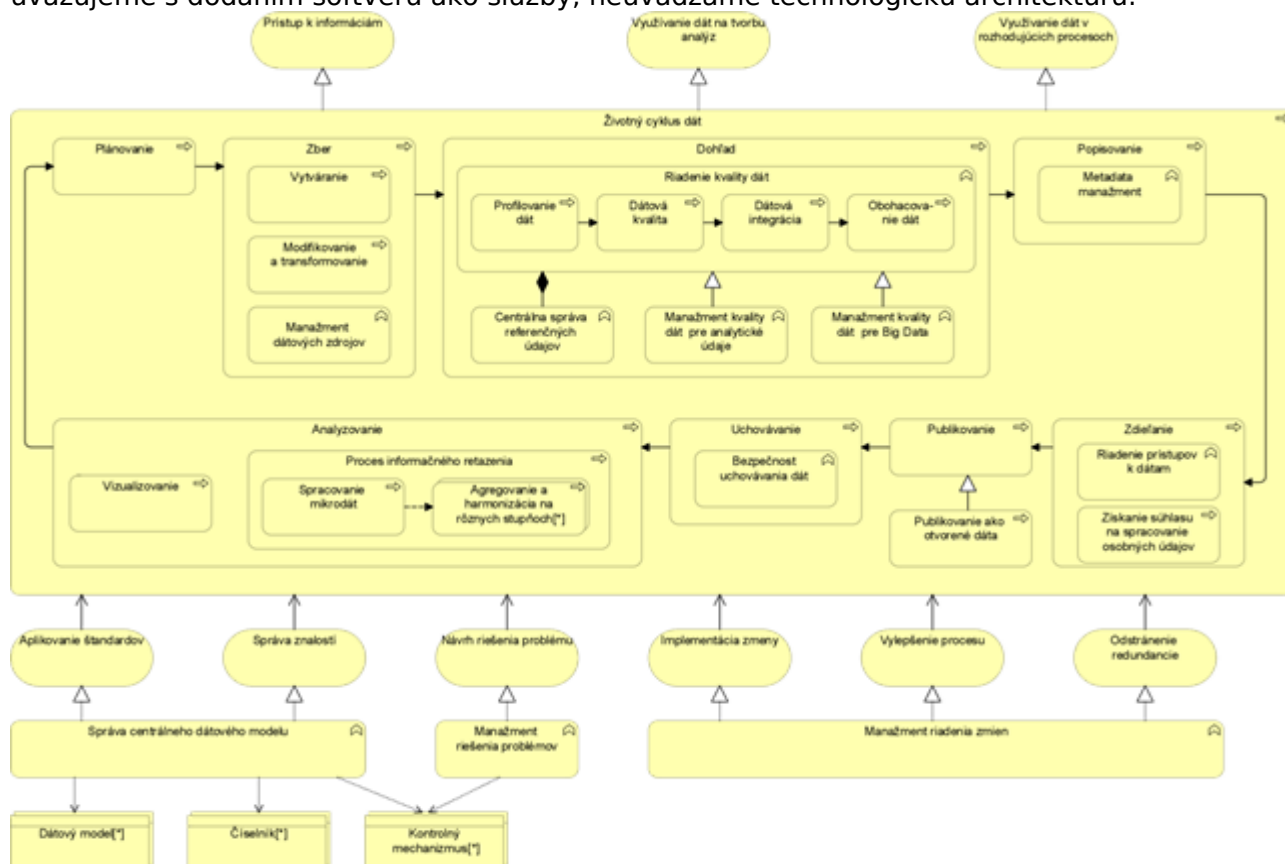 uvažujeme s dodaním softvéru ako služby, neuvádzame technologickú architektúru.
Prístup k informáciám
Využívanie dát na tvorbu
analýz
Využívanie dát v
rozhodujúcich procesoch
Životný cyklus dát
Plánovanie
Zber
Vytváranie
Modifikovanie
a transformovanie
Manažment
dátových zdrojov
Dohľad
Riadenie kvality dát
Profilovanie
dát
Dátová
kvalita
Dátová
integrácia
Obohacova-
nie dát
Centrálna správa
referenčných
údajov
Manažment kvality
dát pre analytické
údaje
Manažment kvality
dát pre Big Data
Popisovanie
Metadata
manažment
Analyzovanie
Vizualizovanie
Proces informačného retazenia
Spracovanie
mikrodát
Agregovanie a
harmonizácia na
rôznych stupňoch[*]
Uchovávanie
Bezpečnost
uchovávania dát
Publikovanie
Publikovanie ako
otvorené dáta
Zdieľanie
Riadenie prístupov
k dátam
Získanie súhlasu
na spracovanie
osobných údajov
Aplikovanie štandardov
Správa znalostí
Návrh riešenia problému
Implementácia zmeny
Vylepšenie procesu
Odstránenie
redundancie
Správa centrálneho dátového modelu
Manažment
riešenia problémov
Manažment riadenia zmien
Dátový model[*]
Číselník[*]
Kontrolný
mechanizmus[*]